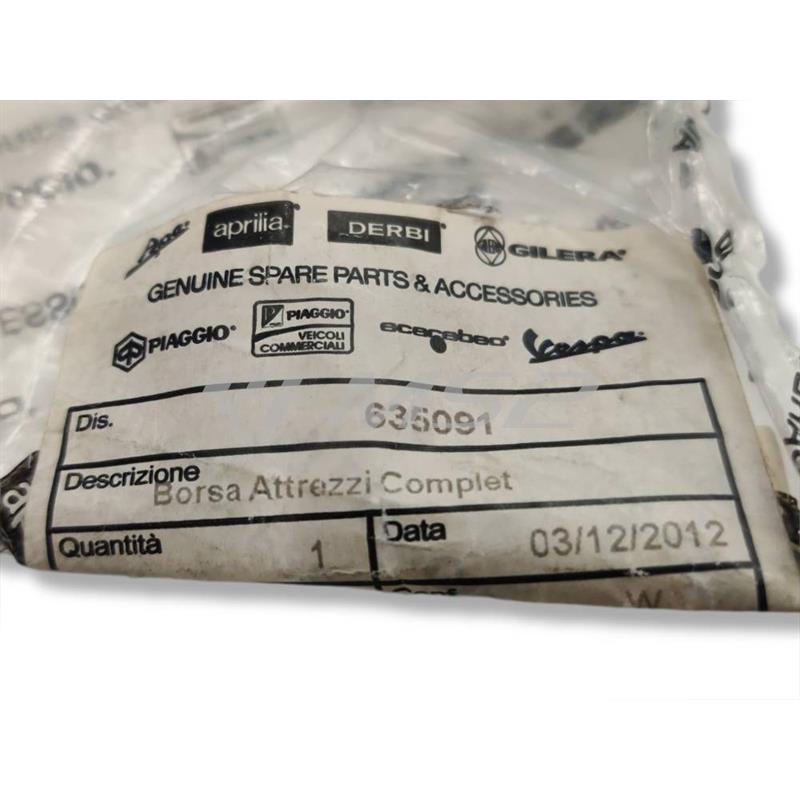 Ape aprilia DERBI GILERA
GENUINE SPARE PARTS & ACCESSORIES
PIAGGIO PIAGGIO VEICOLI COMMERCIALI scarabeo Vespa
Dis. 635091
Descrizione Borsa Attrezzi Complet
Quantità 1 Data 03/12/2012
W